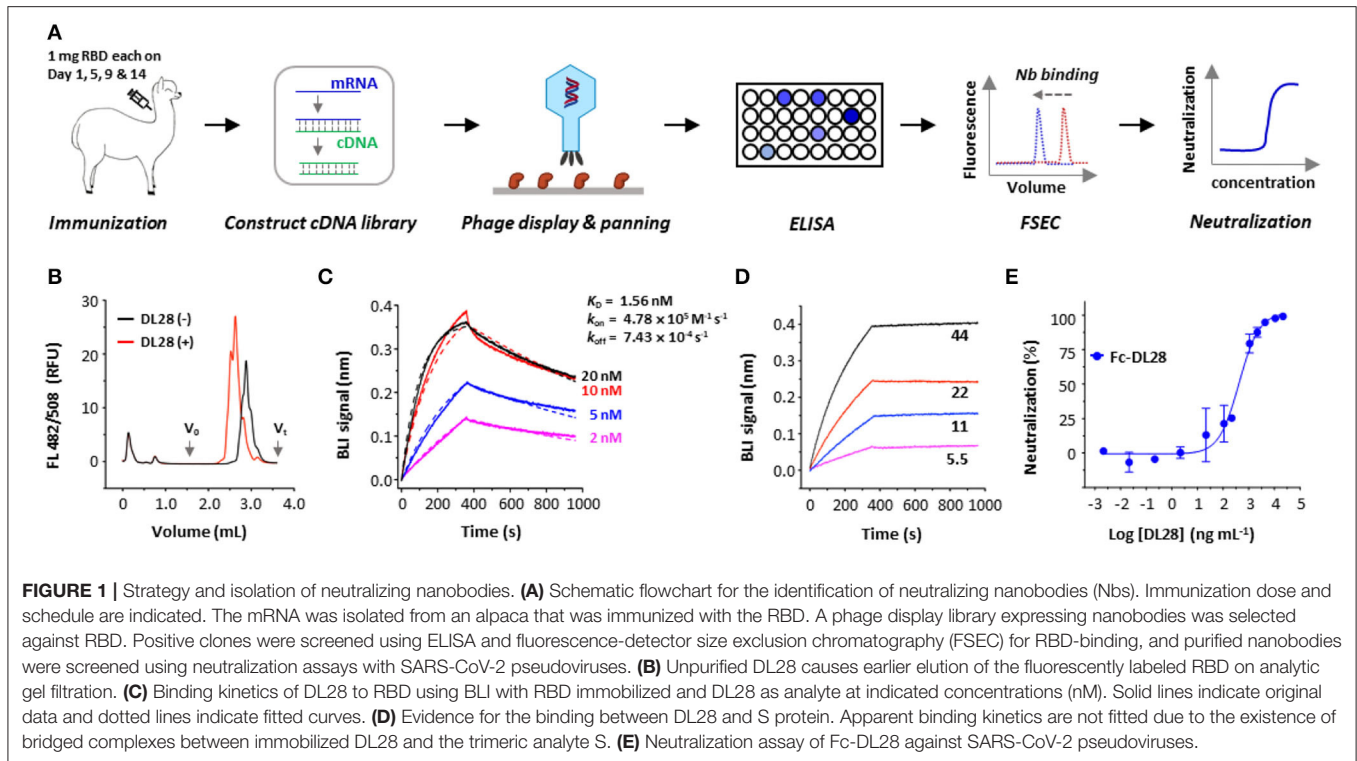 A
1 mg RBD each on
Day 1, 5, 9 & 14
mRNA
cDNA
Nb binding
Fluorescence
Volume
Neutralization
concentration
Immunization
Construct cDNA library
Phage display & panning
ELISA
FSEC
Neutralization
B
FL 482/508 (RFU)
30
20
10
0
DL28 (-)
DL28 (+)
V₀
Vₜ
0.0 1.0 2.0 3.0 4.0
Volume (mL)
C
BLI signal (nm)
0.4
0.3
0.2
0.1
0.0
K_D = 1.56 nM
k_on = 4.78 × 10⁵ M⁻¹ s⁻¹
k_off = 7.43 × 10⁻⁴ s⁻¹
20 nM
10 nM
5 nM
2 nM
0 200 400 600 800 1000
Time (s)
D
BLI signal (nm)
0.4
0.3
0.2
0.1
0.0
44
22
11
5.5
0 200 400 600 800 1000
Time (s)
E
Neutralization (%)
100
75
50
25
0
Fc-DL28
-3 -2 -1 0 1 2 3 4 5
Log [DL28] (ng mL⁻¹)
FIGURE 1 | Strategy and isolation of neutralizing nanobodies. (A) Schematic flowchart for the identification of neutralizing nanobodies (Nbs). Immunization dose and
schedule are indicated. The mRNA was isolated from an alpaca that was immunized with the RBD. A phage display library expressing nanobodies was selected
against RBD. Positive clones were screened using ELISA and fluorescence-detector size exclusion chromatography (FSEC) for RBD-binding, and purified nanobodies
were screened using neutralization assays with SARS-CoV-2 pseudoviruses. (B) Unpurified DL28 causes earlier elution of the fluorescently labeled RBD on analytic
gel filtration. (C) Binding kinetics of DL28 to RBD using BLI with RBD immobilized and DL28 as analyte at indicated concentrations (nM). Solid lines indicate original
data and dotted lines indicate fitted curves. (D) Evidence for the binding between DL28 and S protein. Apparent binding kinetics are not fitted due to the existence of
bridged complexes between immobilized DL28 and the trimeric analyte S. (E) Neutralization assay of Fc-DL28 against SARS-CoV-2 pseudoviruses.